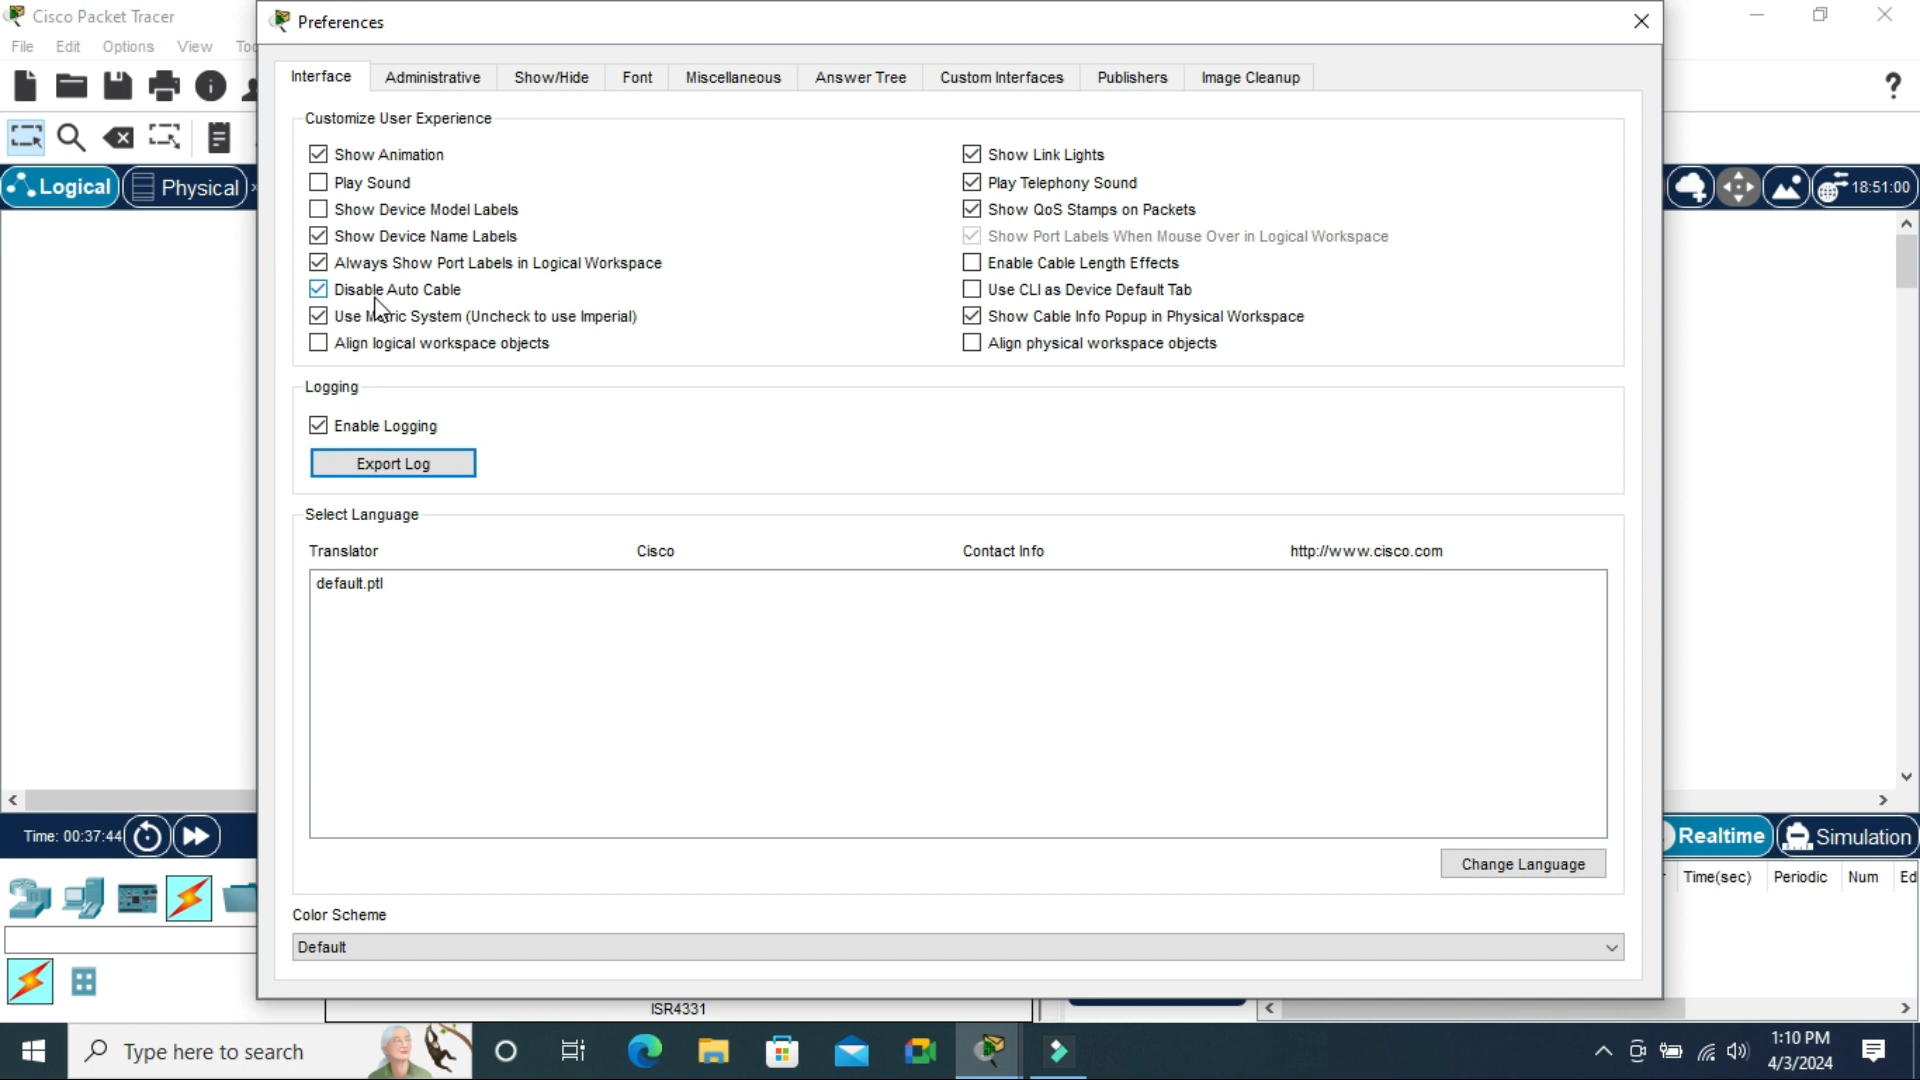 Cisco Packet Tracer
Preferences
File Edit Options View Too
Interface Administrative Show/Hide Font Miscellaneous Answer Tree Custom Interfaces Publishers Image Cleanup
?
Customize User Experience
Show Animation
Play Sound
Show Device Model Labels
Show Device Name Labels
Always Show Port Labels in Logical Workspace
Disable Auto Cable
Use Metric System (Uncheck to use Imperial)
Align logical workspace objects
Show Link Lights
Play Telephony Sound
Show QoS Stamps on Packets
Show Port Labels When Mouse Over in Logical Workspace
Enable Cable Length Effects
Use CLI as Device Default Tab
Show Cable Info Popup in Physical Workspace
Align physical workspace objects
Logical Physical
18:51:00
Logging
Enable Logging
Export Log
Select Language
Translator Cisco Contact Info http://www.cisco.com
default.ptl
Change Language
Color Scheme
Default
Time: 00:37:44
Realtime Simulation
Time(sec) Periodic Num Ed
ISR4331
Type here to search
1:10 PM
4/3/2024